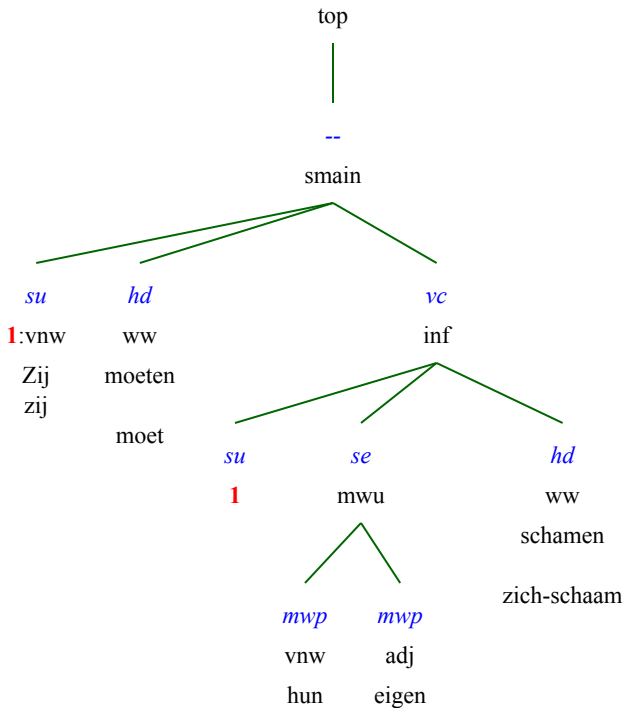 top
--
smain
su hd vc
1:vnw ww inf
Zij moeten
zij
moet
su se hd
1 mwu ww
schamen
zich-schaam
mwp mwp
vnw adj
hun eigen